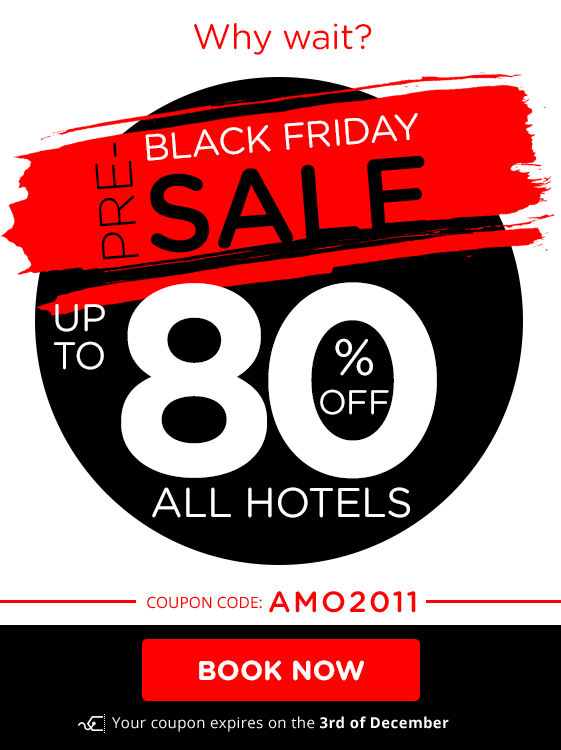 Why wait?
PRE-
BLACK FRIDAY
SALE
UP
TO
80
%
OFF
ALL HOTELS
COUPON CODE: AMO2011
BOOK NOW
Your coupon expires on the 3rd of December